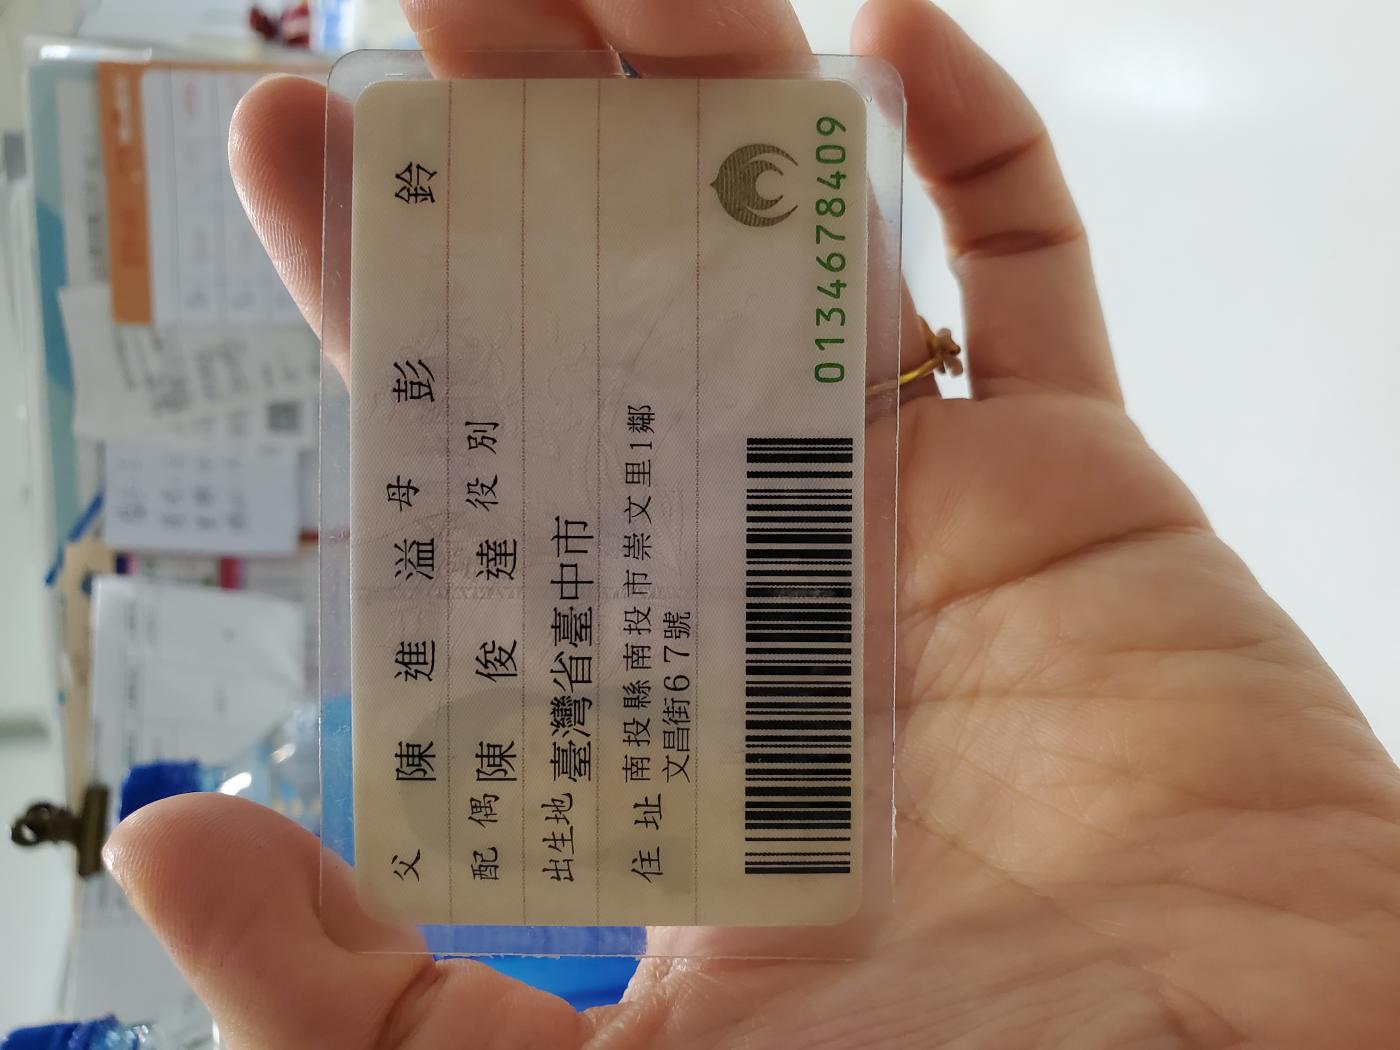 父 陳進溢 母 彭鈴
配偶 陳俊達 役別
出生地 臺灣省臺中市
住址 南投縣南投市崇文里1鄰
文昌街67號
0134678409